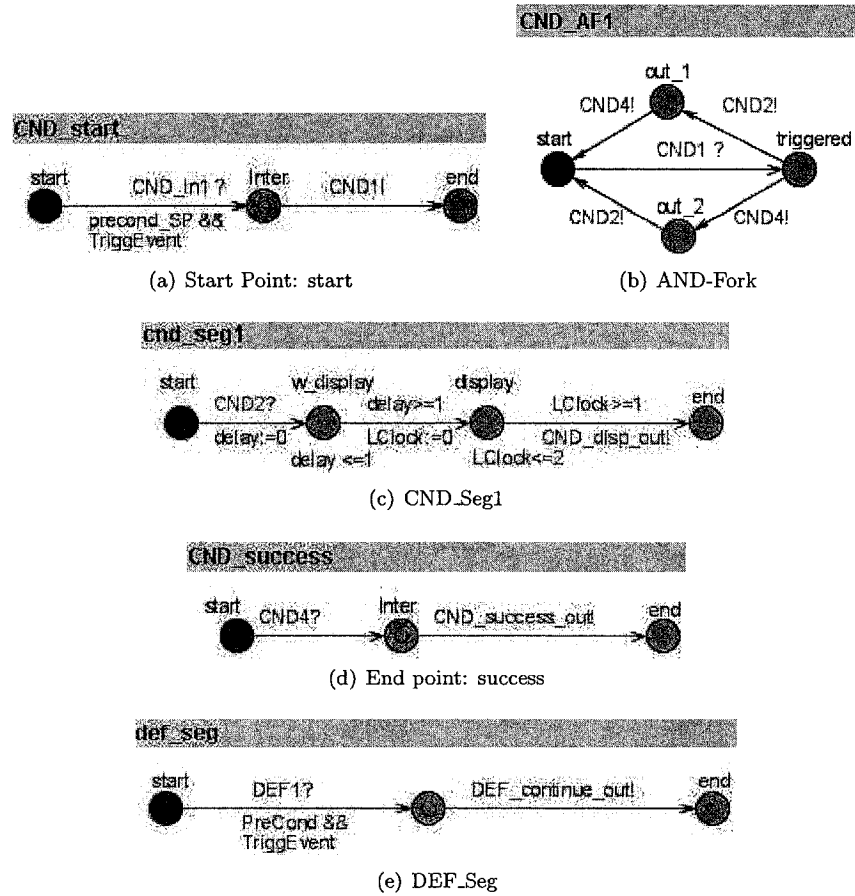 CND_AF1
out_1
CND4!
CND2!
start
CND1 ?
triggered
CND2!
out_2
CND4!
CND_start
start
CND_In1 ?
Inter
CND1!
end
precond_SP &&
TriggEvent
(a) Start Point: start
(b) AND-Fork
cnd_seg1
start
w_display
display
end
CND2?
delay>=1
LClock>=1
delay:=0
LClock:=0
CND_disp_out!
delay <=1
LClock<=2
(c) CND_Seg1
CND_success
start
CND4?
Inter
CND_success_out!
end
(d) End point: success
def_seg
start
DEF1?
DEF_continue_out!
end
PreCond &&
TriggEvent
(e) DEF_Seg